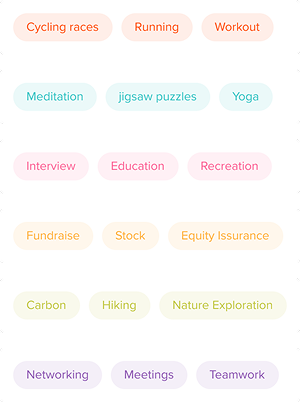 Cycling races Running Workout
Meditation jigsaw puzzles Yoga
Interview Education Recreation
Fundraise Stock Equity Issurance
Carbon Hiking Nature Exploration
Networking Meetings Teamwork